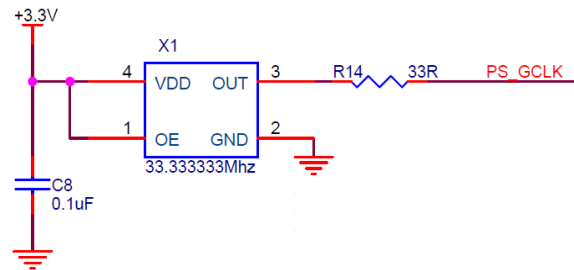 +3.3V
X1
4 VDD OUT 3 R14 33R PS_GCLK
1 OE GND 2
33.333333Mhz
C8
0.1uF